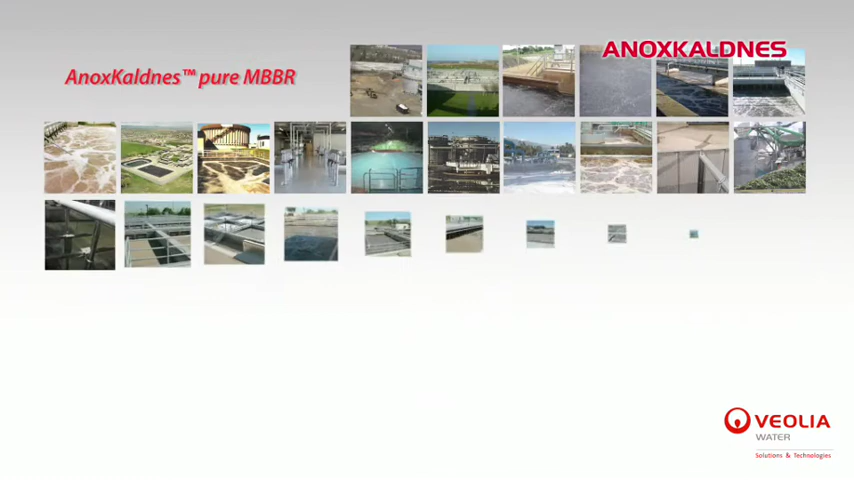 ANOXKALDNES
AnoxKaldnes™ pure MBBR
VEOLIA
WATER
Solutions & Technologies